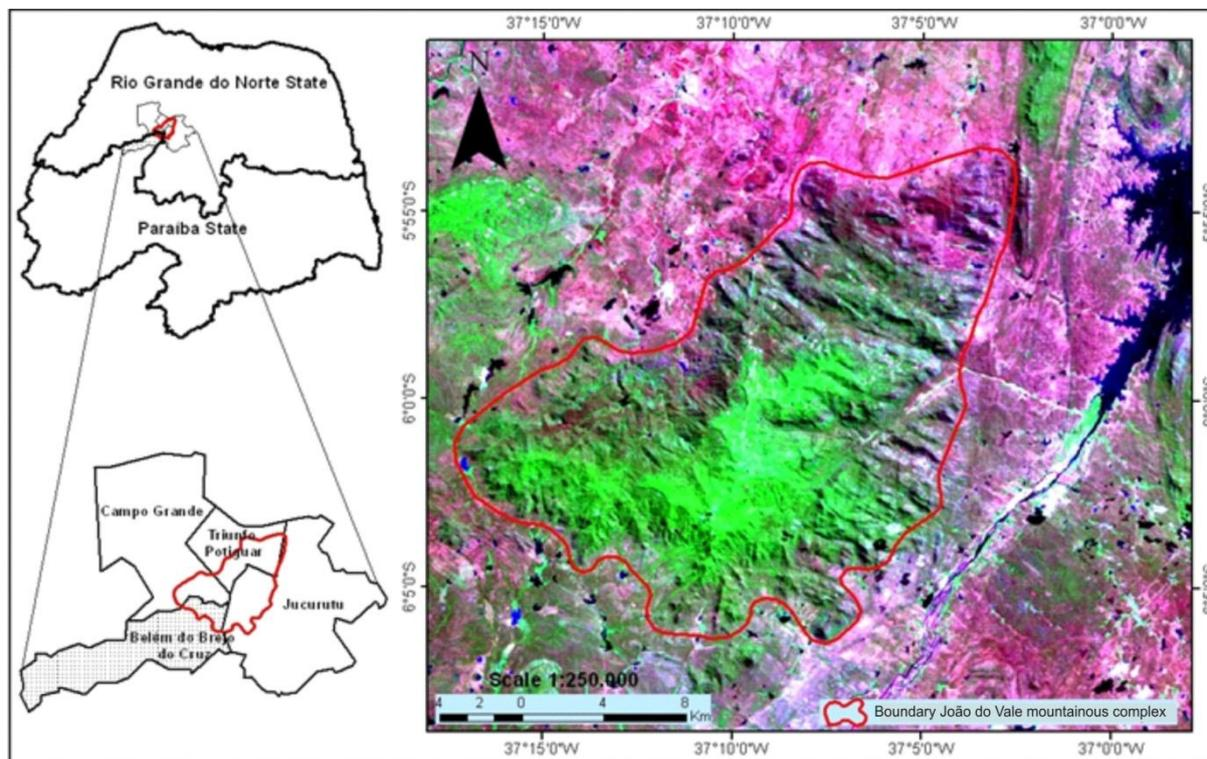 37°15'0"W 37°10'0"W 37°5'0"W 37°0'0"W
Rio Grande do Norte State
Paraíba State
Campo Grande
Triunfo
Potiguar
Jucurutu
Belém do Brejo
do Cruz
N
5°55'0"S
6°0'0"S
6°5'0"S
Scale 1:250.000
4 2 0 4 8
Km
Boundary João do Vale mountainous complex
37°15'0"W 37°10'0"W 37°5'0"W 37°0'0"W